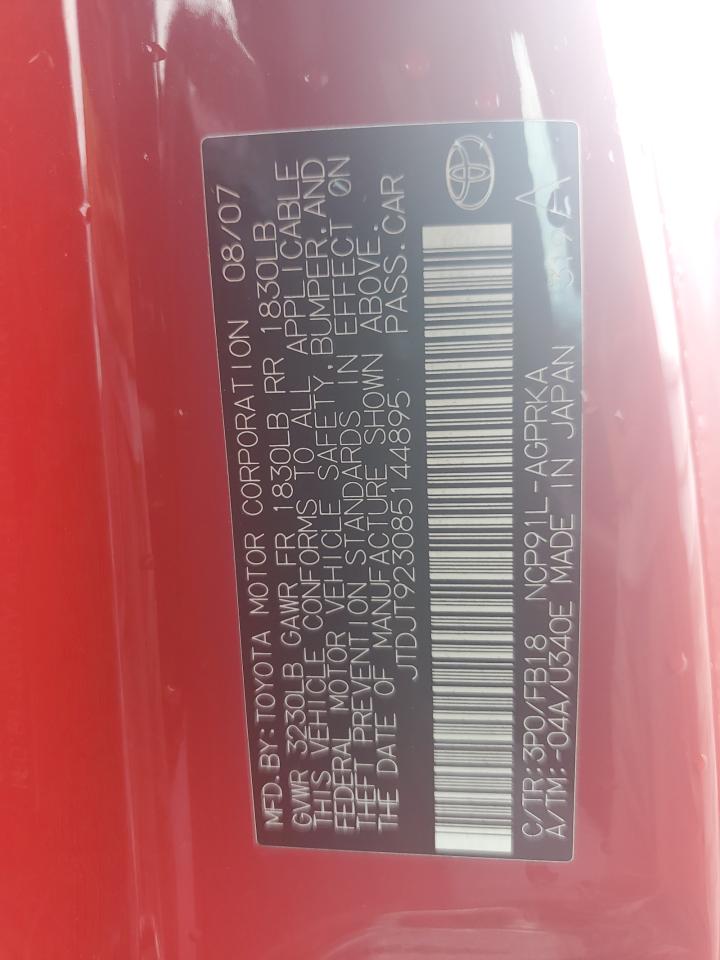 MFD.BY:TOYOTA MOTOR CORPORATION 08/07
GVWR 3230LB GAWR FR 1830LB RR 1830LB
THIS VEHICLE CONFORMS TO ALL APPLICABLE
FEDERAL MOTOR VEHICLE SAFETY,BUMPER,AND
THEFT PREVENTION STANDARDS IN EFFECT ON
THE DATE OF MANUFACTURE SHOWN ABOVE.
JTDJT923085144895 PASS.CAR
C/TR:3P0/FB18 NCP91L-AGPRKA
A/TM:-04A/U340E MADE IN JAPAN